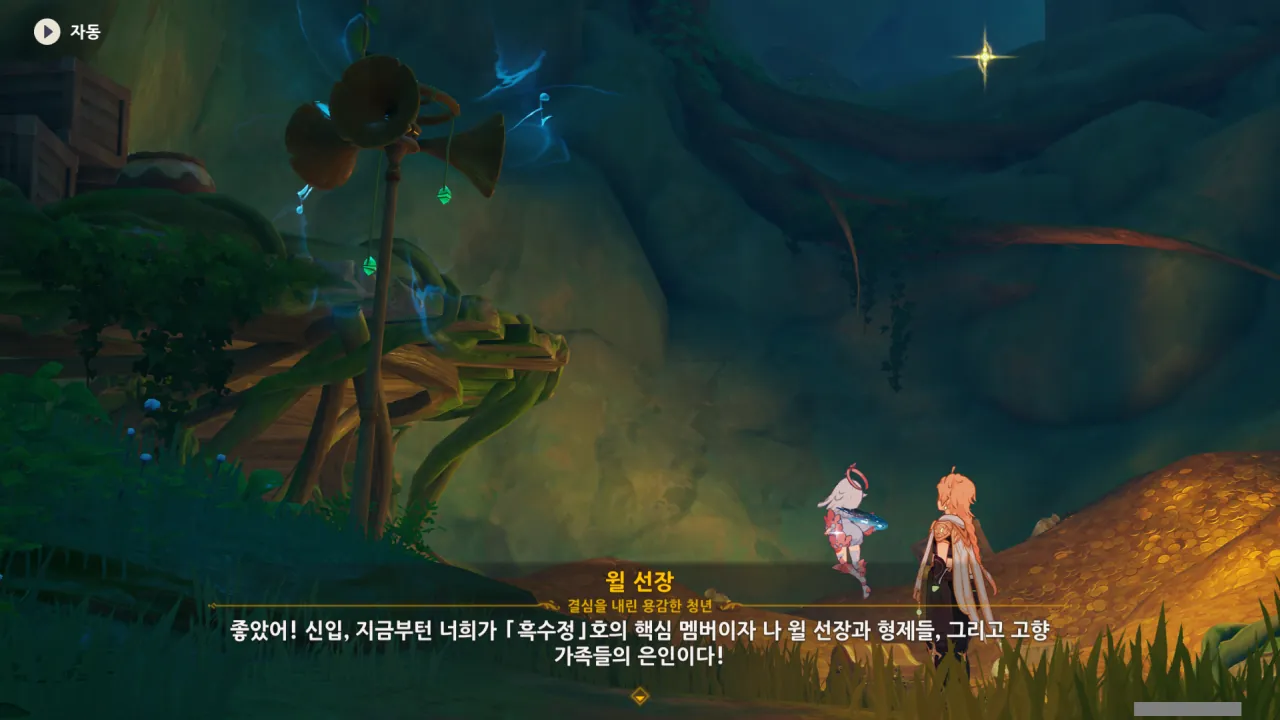 자동
윌 선장
결심을 내린 용감한 청년
좋았어! 신입, 지금부턴 너희가 「흑수정」호의 핵심 멤버이자 나 윌 선장과 형제들, 그리고 고향
가족들의 은인이다!